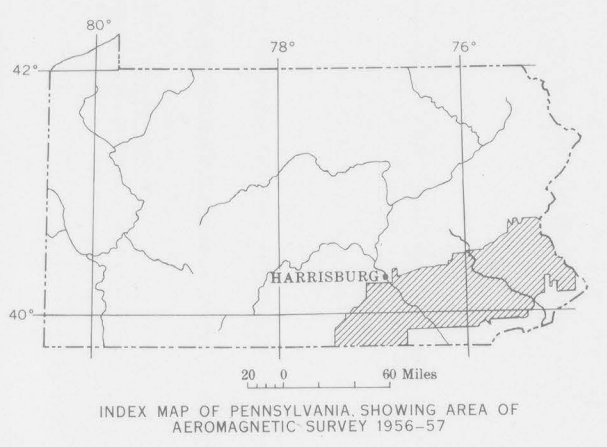 80°
78°
76°
42°
HARRISBURG
40°
20 0 60 Miles
INDEX MAP OF PENNSYLVANIA, SHOWING AREA OF
AEROMAGNETIC SURVEY 1956–57